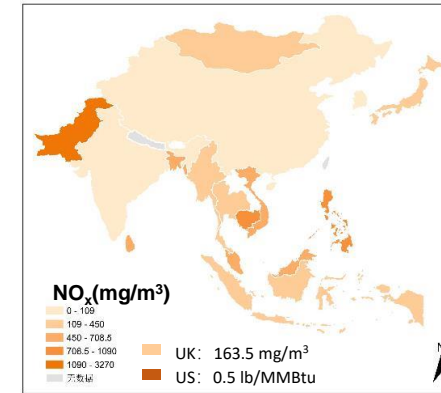 NOx(mg/m³)
0 - 109
109 - 450
450 - 708.5
708.5 - 1090
1090 - 3270
无数据
UK: 163.5 mg/m³
US: 0.5 lb/MMBtu
N